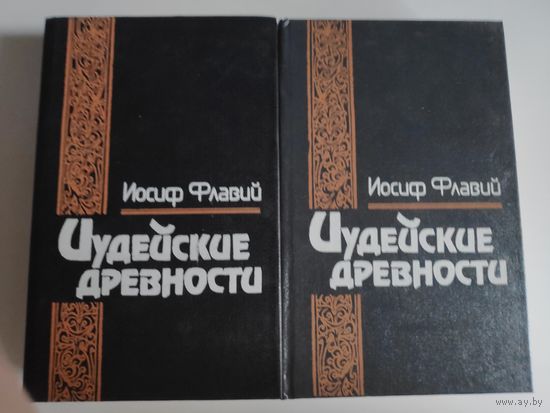 Иосиф Флавий
Иудейские
древности
Иосиф Флавий
Иудейские
древности
www.ay.by